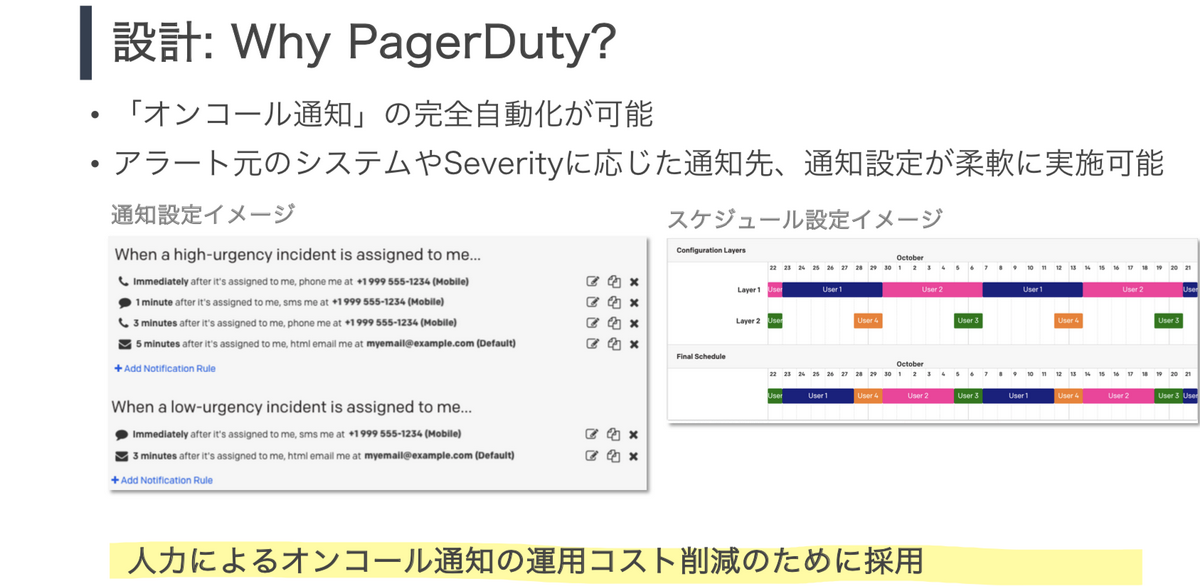 設計: Why PagerDuty?
• 「オンコール通知」の完全自動化が可能
• アラート元のシステムやSeverityに応じた通知先、通知設定が柔軟に実施可能
通知設定イメージ
When a high-urgency incident is assigned to me...
Immediately after it's assigned to me, phone me at +1 999 555-1234 (Mobile)
1 minute after it's assigned to me, sms me at +1 999 555-1234 (Mobile)
3 minutes after it's assigned to me, phone me at +1 999 555-1234 (Mobile)
5 minutes after it's assigned to me, html email me at myemail@example.com (Default)
+ Add Notification Rule
When a low-urgency incident is assigned to me...
Immediately after it's assigned to me, sms me at +1 999 555-1234 (Mobile)
3 minutes after it's assigned to me, html email me at myemail@example.com (Default)
+ Add Notification Rule
スケジュール設定イメージ
Configuration Layers
October
22 23 24 25 26 27 28 29 30 1 2 3 4 5 6 7 8 9 10 11 12 13 14 15 16 17 18 19 20 21
Layer 1 User User 1 User 2 User 1 User 2 User
Layer 2 User User 4 User 3 User 4 User 3
Final Schedule
October
22 23 24 25 26 27 28 29 30 1 2 3 4 5 6 7 8 9 10 11 12 13 14 15 16 17 18 19 20 21
User User 1 User 4 User 2 User 3 User 1 User 4 User 2 User 3 User
人力によるオンコール通知の運用コスト削減のために採用